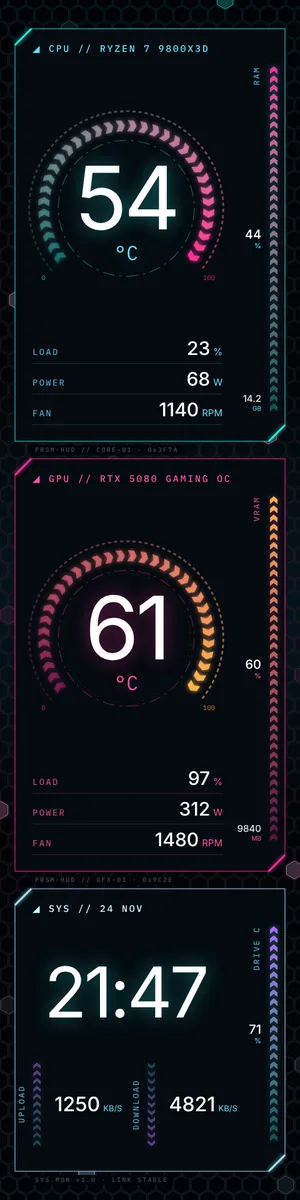 CPU // RYZEN 7 9800X3D
RAM
54
°C
0 100
44
%
LOAD 23 %
POWER 68 W
FAN 1140 RPM
14.2
GB
PRSM-HUD // CORE-01 · 0x3F7A
GPU // RTX 5080 GAMING OC
VRAM
61
°C
0 100
60
%
LOAD 97 %
POWER 312 W
FAN 1480 RPM
9840
MB
PRSM-HUD // GFX-01 · 0x9C2E
SYS // 24 NOV
DRIVE C
21:47
71
%
UPLOAD
1250 KB/S
DOWNLOAD
4821 KB/S
SYS.MON v1.0 · LINK STABLE